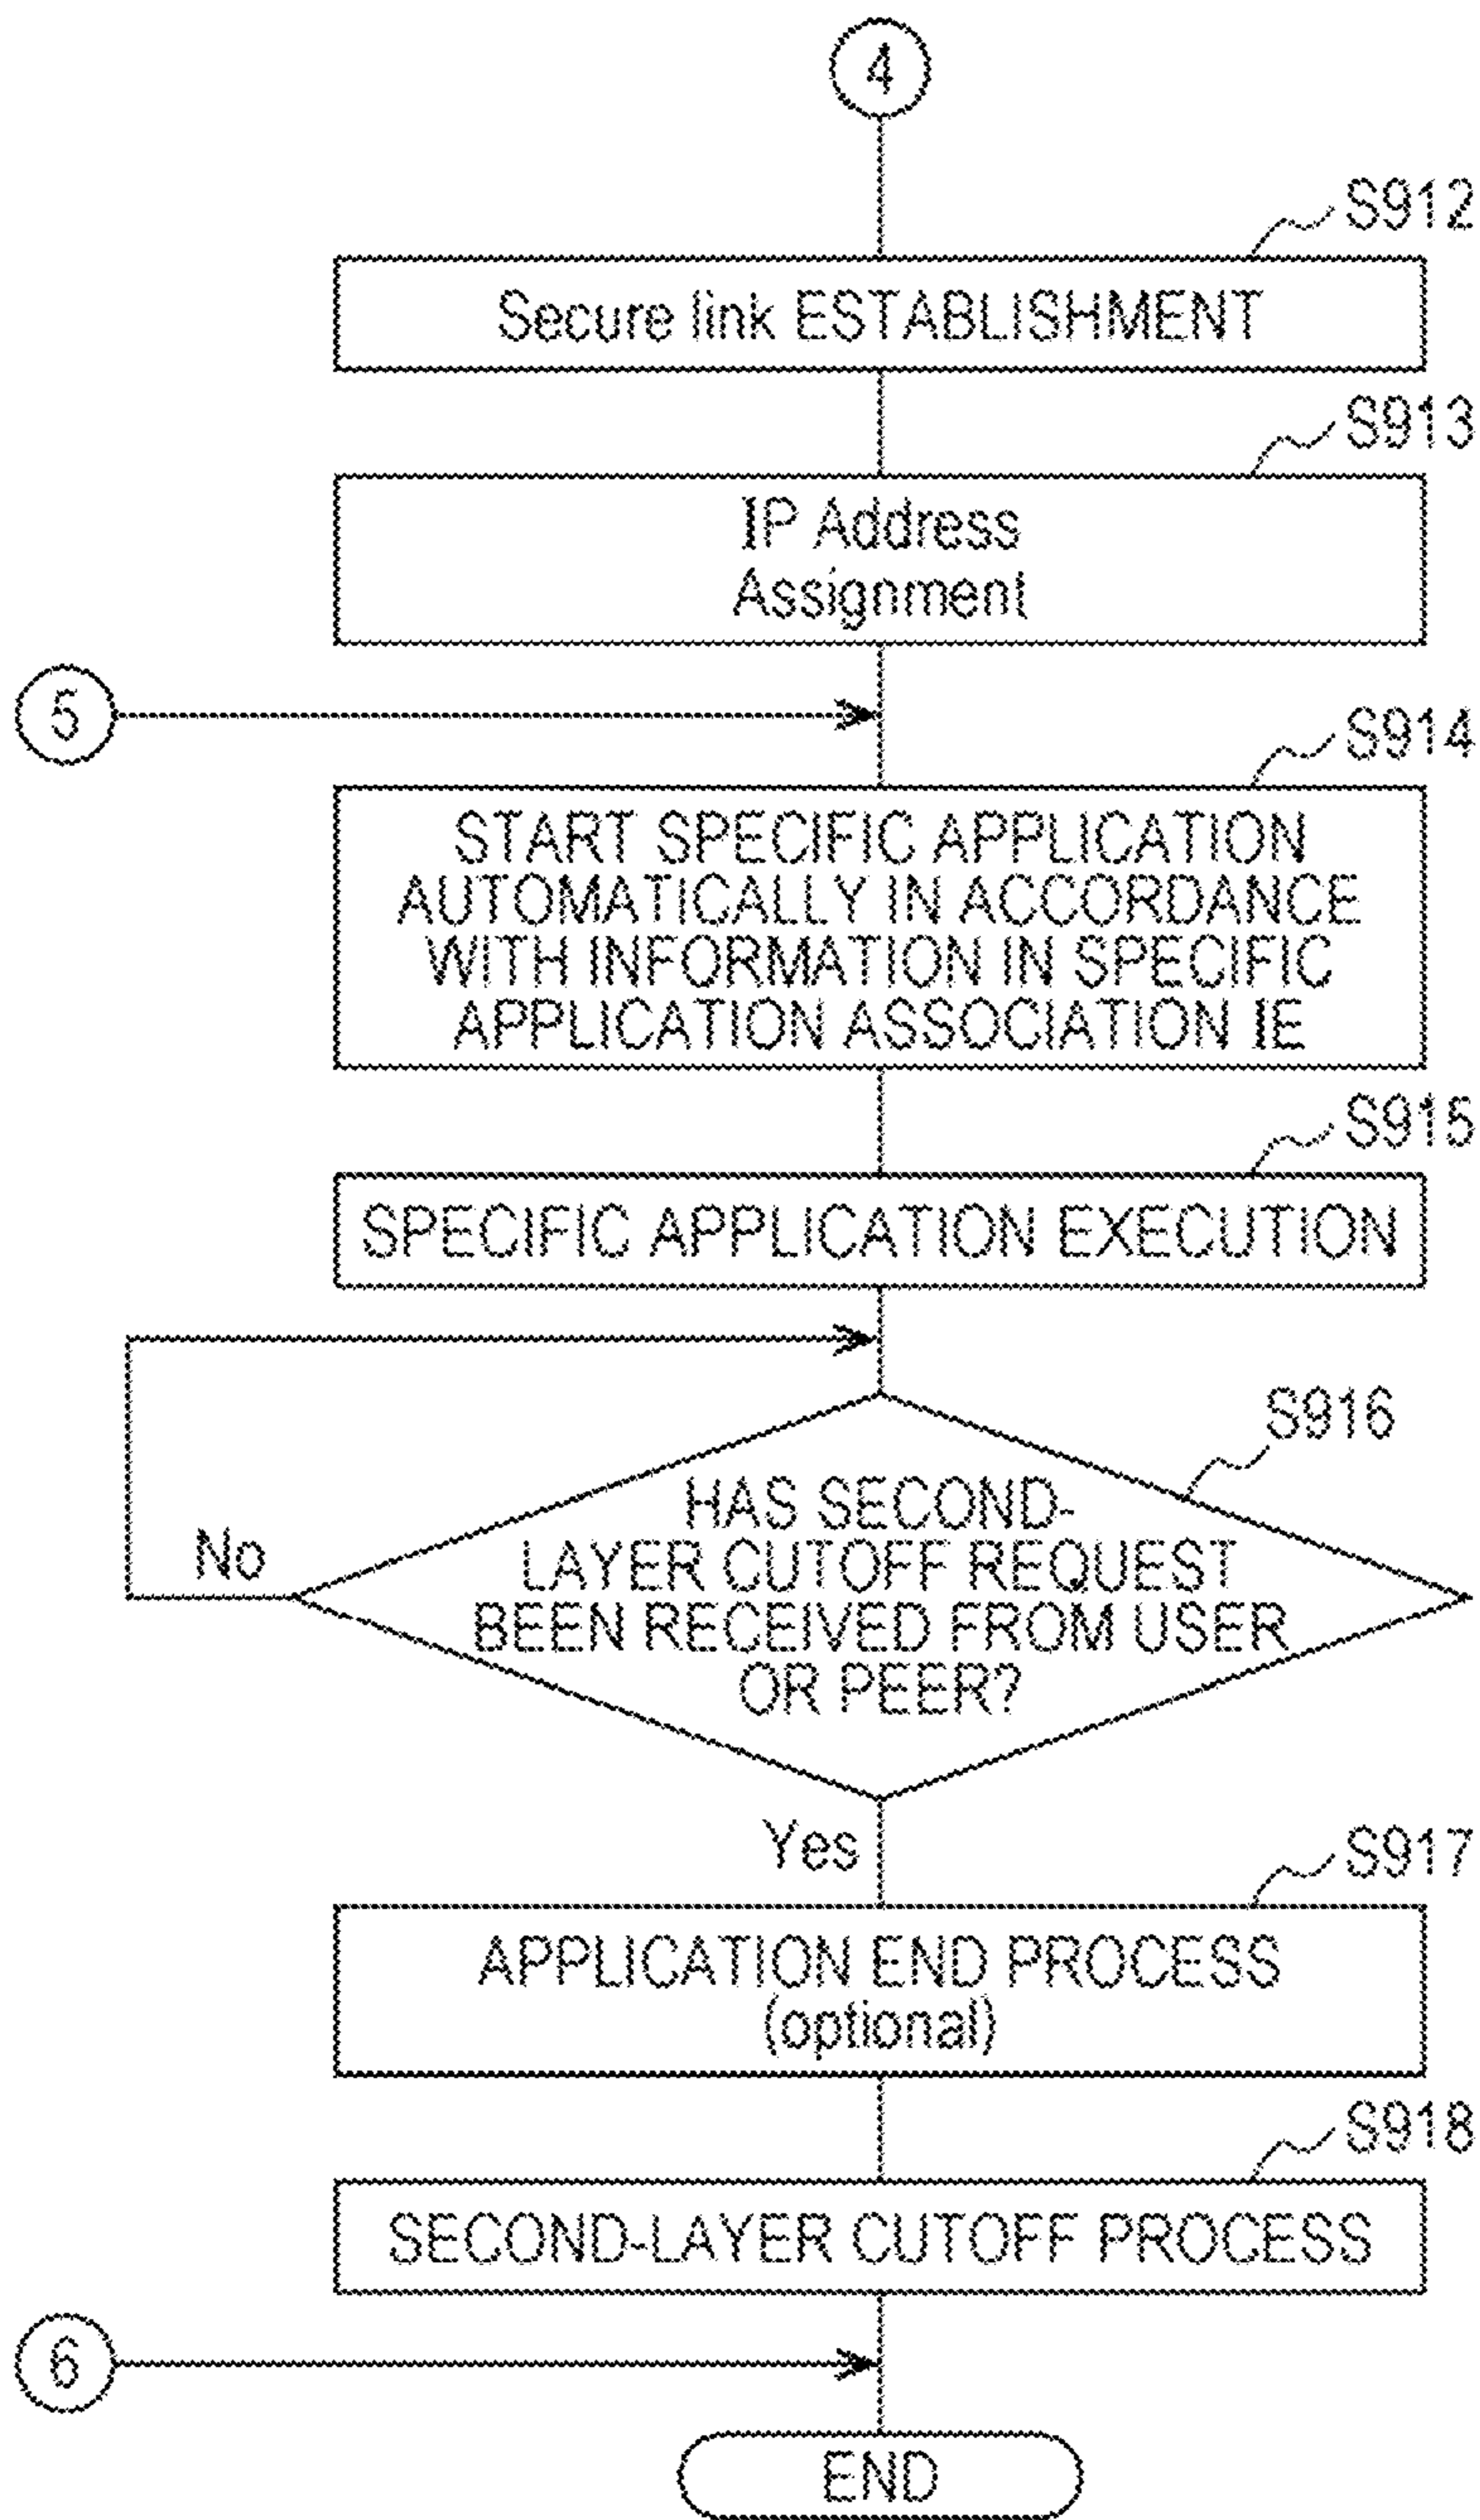 4
S912
Secure link ESTABLISHMENT
S913
IP Address
Assignment
5
S914
START SPECIFIC APPLICATION
AUTOMATICALLY IN ACCORDANCE
WITH INFORMATION IN SPECIFIC
APPLICATION ASSOCIATION IE
S915
SPECIFIC APPLICATION EXECUTION
S916
HAS SECOND-
LAYER CUTOFF REQUEST
BEEN RECEIVED FROM USER
OR PEER?
No
Yes
S917
APPLICATION END PROCESS
(optional)
S918
SECOND-LAYER CUTOFF PROCESS
6
END